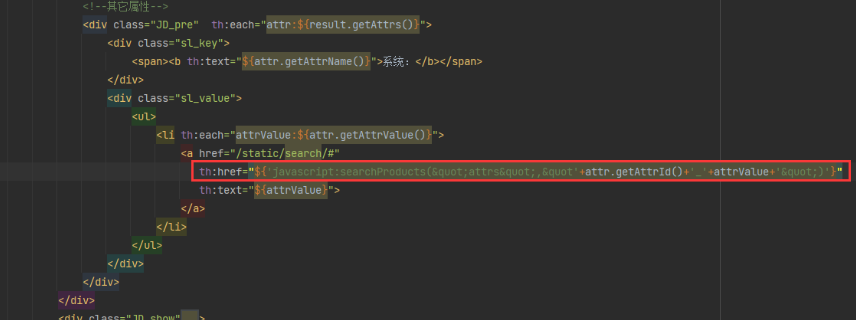 <!--其它属性-->
<div class="JD_pre"  th:each="attr:${result.getAttrs()}">
<div class="sl_key">
<span><b th:text="${attr.getAttrName()}">系统：</b></span>
</div>
<div class="sl_value">
<ul>
<li th:each="attrValue:${attr.getAttrValue()}">
<a href="/static/search/#"
th:href="${'javascript:searchProducts(&quot;attrs&quot;,&quot'+attr.getAttrId()+'_'+attrValue+'&quot;)'}"
th:text="${attrValue}">
</a>
</li>
</ul>
</div>
</div>
</div>
<div class="JD_show"   >